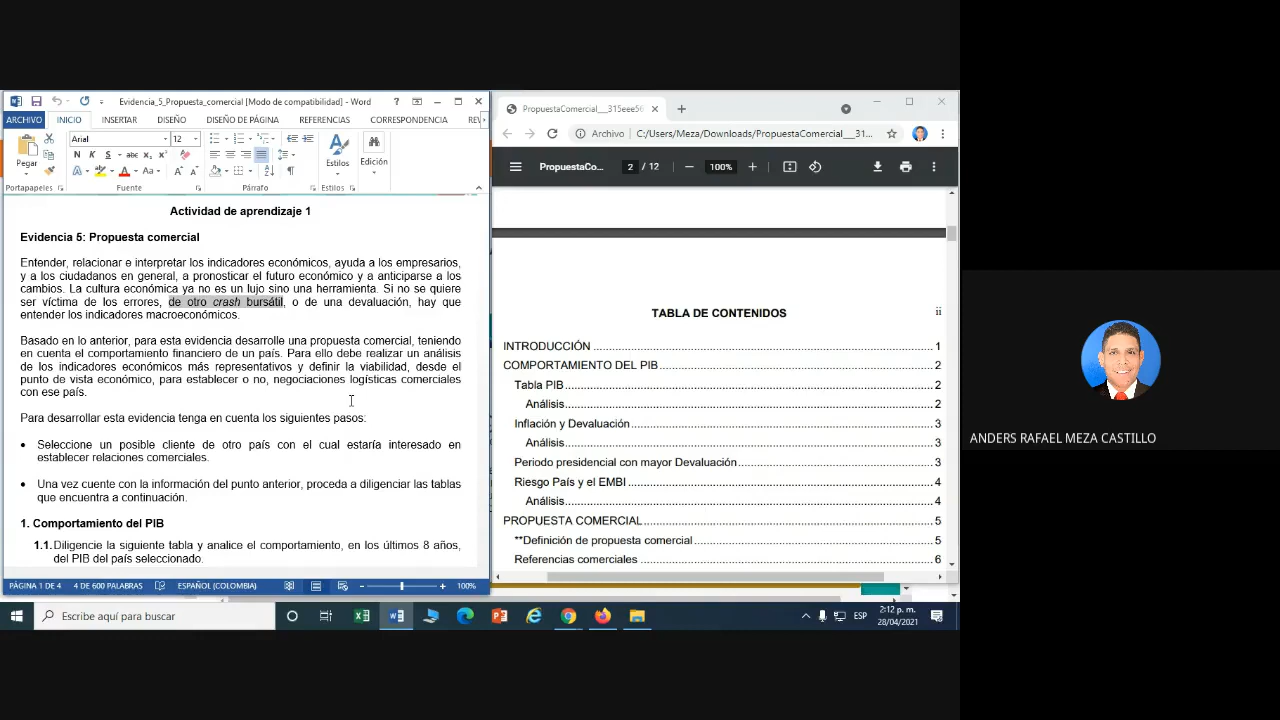 Evidencia_5_Propuesta_comercial [Modo de compatibilidad] - Word
ARCHIVO INICIO INSERTAR DISEÑO DISEÑO DE PÁGINA REFERENCIAS CORRESPONDENCIA
Arial 12
Pegar
N K S abc x₂ x²
Estilos
Edición
Portapapeles Fuente Párrafo Estilos
Actividad de aprendizaje 1
Evidencia 5: Propuesta comercial
Entender, relacionar e interpretar los indicadores económicos, ayuda a los empresarios,
y a los ciudadanos en general, a pronosticar el futuro económico y a anticiparse a los
cambios. La cultura económica ya no es un lujo sino una herramienta. Si no se quiere
ser víctima de los errores, de otro crash bursátil, o de una devaluación, hay que
entender los indicadores macroeconómicos.
Basado en lo anterior, para esta evidencia desarrolle una propuesta comercial, teniendo
en cuenta el comportamiento financiero de un país. Para ello debe realizar un análisis
de los indicadores económicos más representativos y definir la viabilidad, desde el
punto de vista económico, para establecer o no, negociaciones logísticas comerciales
con ese país.
Para desarrollar esta evidencia tenga en cuenta los siguientes pasos:
• Seleccione un posible cliente de otro país con el cual estaría interesado en
establecer relaciones comerciales.
• Una vez cuente con la información del punto anterior, proceda a diligenciar las tablas
que encuentra a continuación.
1. Comportamiento del PIB
1.1. Diligencie la siguiente tabla y analice el comportamiento, en los últimos 8 años,
del PIB del país seleccionado.
PÁGINA 1 DE 4 4 DE 600 PALABRAS ESPAÑOL (COLOMBIA) 100%
PropuestaComercial___315eee56
Archivo C:/Users/Meza/Downloads/PropuestaComercial___31...
PropuestaCo... 2 / 12 100%
ii
TABLA DE CONTENIDOS
INTRODUCCIÓN 1
COMPORTAMIENTO DEL PIB 2
Tabla PIB 2
Análisis 2
Inflación y Devaluación 3
Análisis 3
Periodo presidencial con mayor Devaluación 3
Riesgo País y el EMBI 4
Análisis 4
PROPUESTA COMERCIAL 5
**Definición de propuesta comercial 5
Referencias comerciales 6
Escribe aquí para buscar
ESP
2:12 p. m.
28/04/2021
ANDERS RAFAEL MEZA CASTILLO